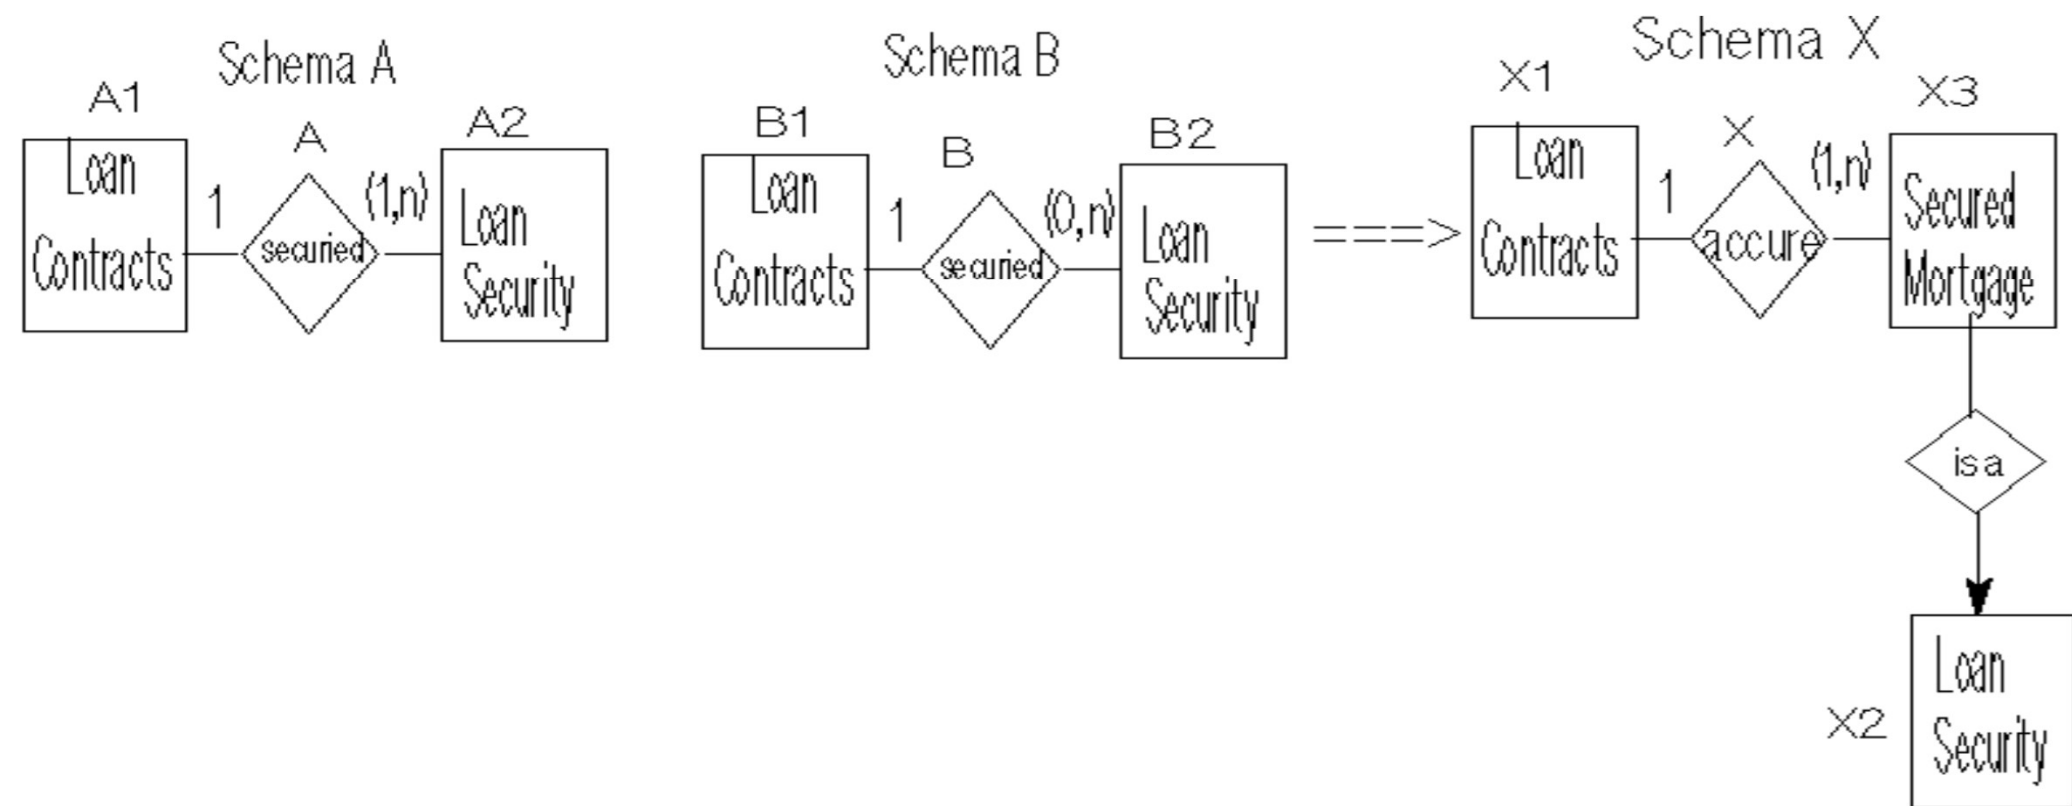 Schema A
A1
A
A2
Loan
Contracts
1
securied
(1,n)
Loan
Security
Schema B
B1
B
B2
Loan
Contracts
1
securied
(0,n)
Loan
Security
===>
Schema X
X1
X
X3
Loan
Contracts
1
accure
(1,n)
Secured
Mortgage
is a
X2
Loan
Security